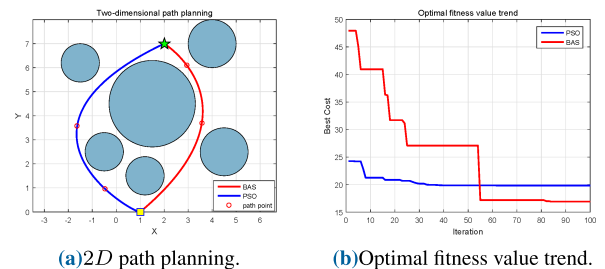 Two-dimensional path planning
8
7
6
5
4
3
2
1
0
Y
-3 -2 -1 0 1 2 3 4 5 6
X
BAS
PSO
path point
(a)2D path planning.
Optimal fitness value trend
50
45
40
35
30
25
20
15
Best Cost
0 10 20 30 40 50 60 70 80 90 100
Iteration
PSO
BAS
(b)Optimal fitness value trend.